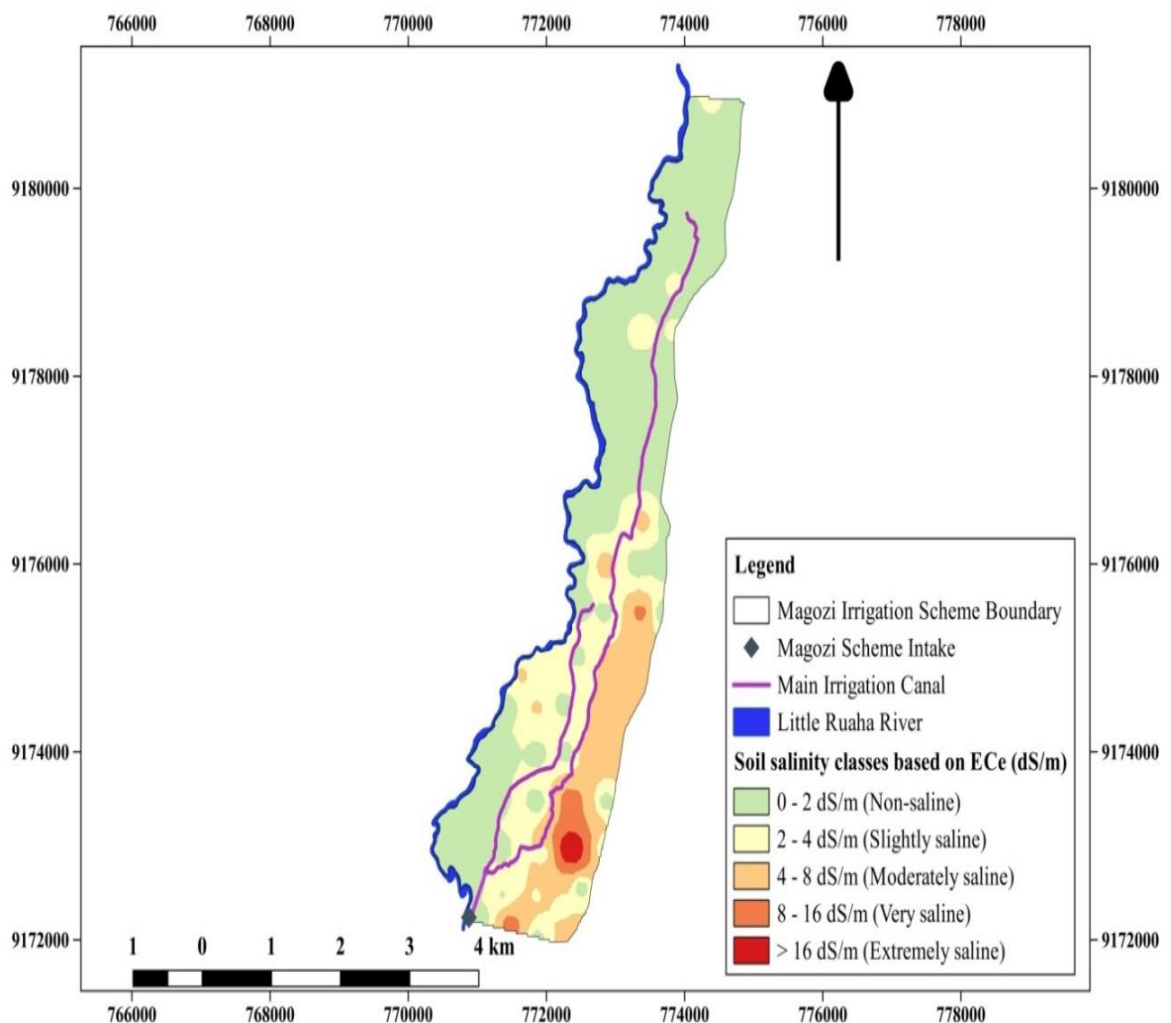 766000 768000 770000 772000 774000 776000 778000
9180000 9180000
9178000 9178000
9176000 9176000
Legend
Magozi Irrigation Scheme Boundary
Magozi Scheme Intake
Main Irrigation Canal
Little Ruaha River
9174000 9174000
Soil salinity classes based on ECe (dS/m)
0 - 2 dS/m (Non-saline)
2 - 4 dS/m (Slightly saline)
4 - 8 dS/m (Moderately saline)
8 - 16 dS/m (Very saline)
> 16 dS/m (Extremely saline)
9172000 9172000
1 0 1 2 3 4 km
766000 768000 770000 772000 774000 776000 778000